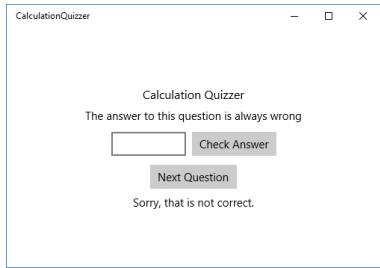 CalculationQuizzer
Calculation Quizzer
The answer to this question is always wrong
Check Answer
Next Question
Sorry, that is not correct.